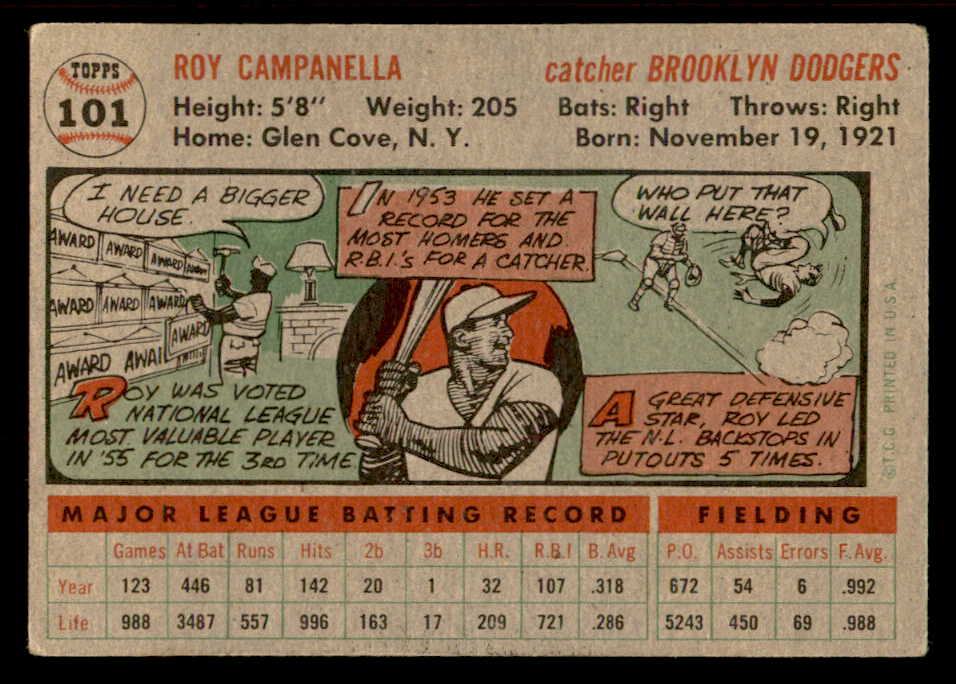 TOPPS
101
ROY CAMPANELLA
catcher BROOKLYN DODGERS
Height: 5'8" Weight: 205 Bats: Right Throws: Right
Home: Glen Cove, N. Y. Born: November 19, 1921
I NEED A BIGGER
HOUSE.
AWARD
AWARD
AWARD
AWARD
AWARD
AWARD
AWARD
AWARD
AWARD
IN 1953 HE SET A
RECORD FOR THE
MOST HOMERS AND
R.B.I.'s FOR A CATCHER.
WHO PUT THAT
WALL HERE?
ROY WAS VOTED
NATIONAL LEAGUE
MOST VALUABLE PLAYER
IN '55 FOR THE 3RD TIME.
A GREAT DEFENSIVE
STAR, ROY LED
THE N.L. BACKSTOPS IN
PUTOUTS 5 TIMES.
©T.C.G. PRINTED IN U.S.A.
MAJOR LEAGUE BATTING RECORD FIELDING
Games At Bat Runs Hits 2b 3b H.R. R.B.I B. Avg P.O. Assists Errors F. Avg.
Year 123 446 81 142 20 1 32 107 .318 672 54 6 .992
Life 988 3487 557 996 163 17 209 721 .286 5243 450 69 .988